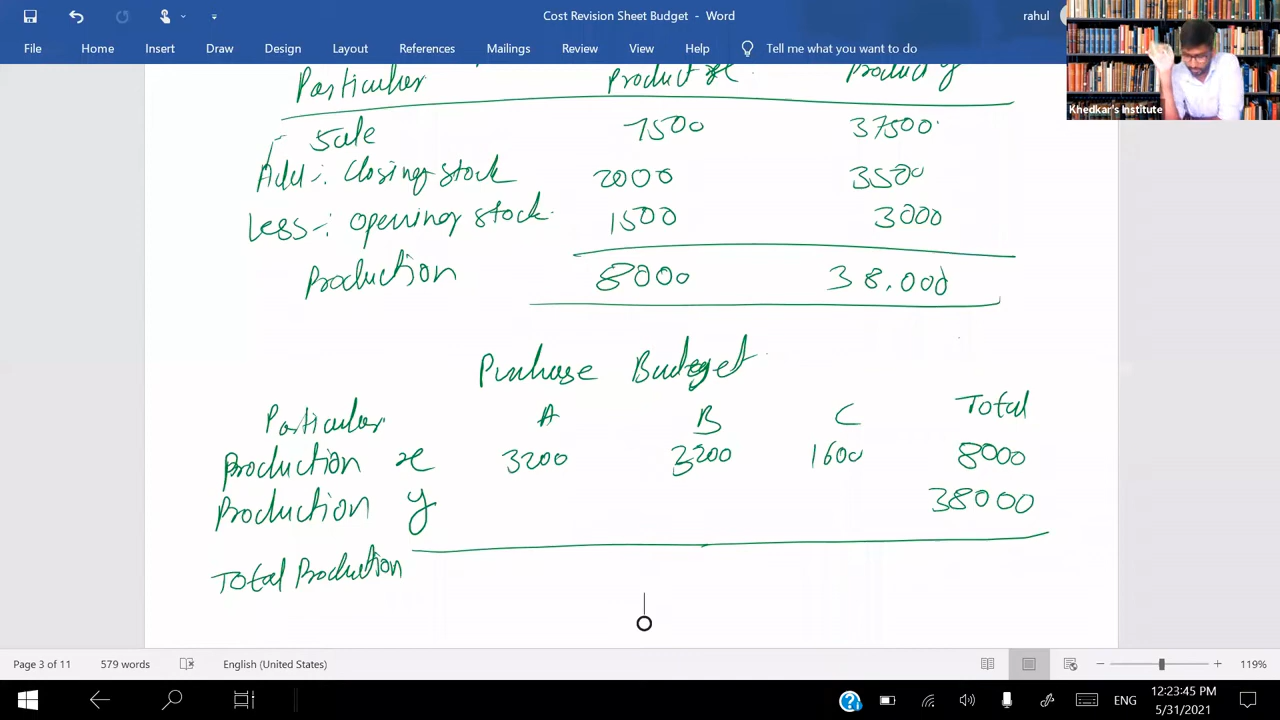 Cost Revision Sheet Budget - Word
rahul
File Home Insert Draw Design Layout References Mailings Review View Help Tell me what you want to do
Khedkar's Institute
Particular Product x Product y
Sale 7500 37500
Add :- Closing stock 2000 3500
Less :- opening stock 1500 3000
Production 8000 38,000
Purchase Budget
Particular A B C Total
Production x 3200 3200 1600 8000
Production y 38000
Total Production
Page 3 of 11 579 words English (United States) 119%
ENG 12:23:45 PM
5/31/2021